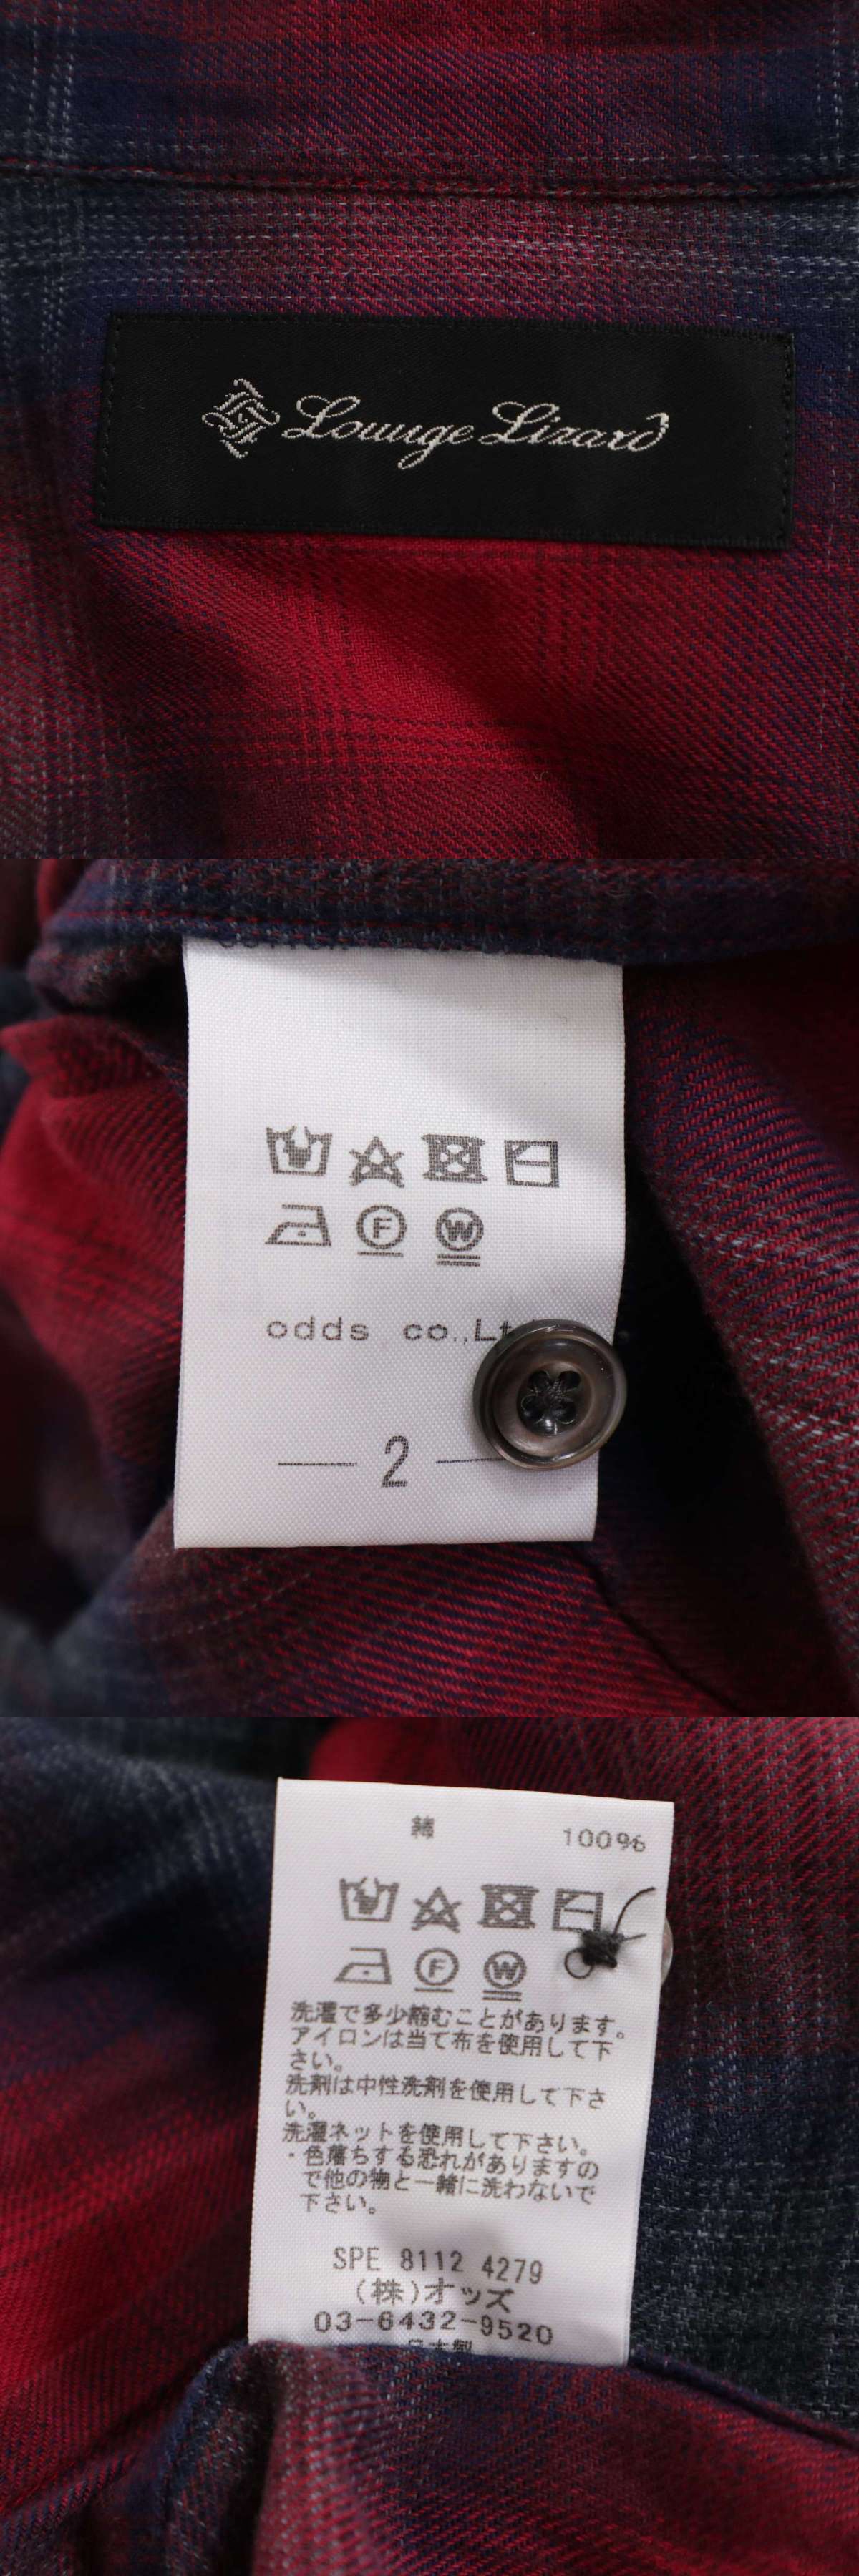 Lounge Lizard
F W
odds co.,Lt
2
綿 100%
F W
洗濯で多少縮むことがあります。
アイロンは当て布を使用して下
さい。
洗剤は中性洗剤を使用して下さ
い。
洗濯ネットを使用して下さい。
・色落ちする恐れがありますの
で他の物と一緒に洗わないで
下さい。
SPE 8112 4279
(株)オッズ
03-6432-9520
日本製